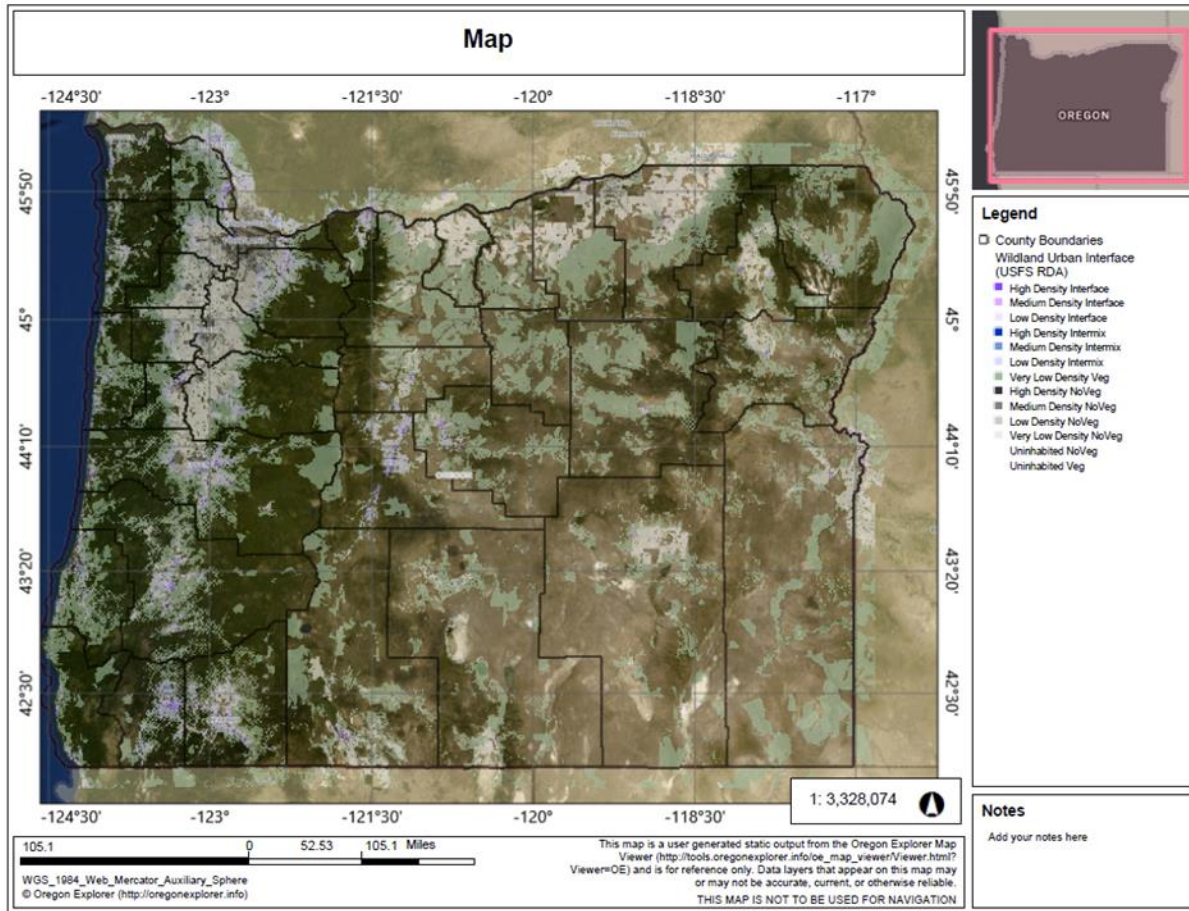 Map
-124°30' -123° -121°30' -120° -118°30' -117°
45°50' 45°50'
45° 45°
44°10' 44°10'
43°20' 43°20'
42°30' 42°30'
-124°30' -123° -121°30' -120° -118°30' -117°
1: 3,328,074
105.1 0 52.53 105.1 Miles
WGS_1984_Web_Mercator_Auxiliary_Sphere
© Oregon Explorer (http://oregonexplorer.info)
This map is a user generated static output from the Oregon Explorer Map
Viewer (http://tools.oregonexplorer.info/oe_map_viewer/Viewer.html?
Viewer=OE) and is for reference only. Data layers that appear on this map may
or may not be accurate, current, or otherwise reliable.
THIS MAP IS NOT TO BE USED FOR NAVIGATION
OREGON
Legend
County Boundaries
Wildland Urban Interface
(USFS RDA)
High Density Interface
Medium Density Interface
Low Density Interface
High Density Intermix
Medium Density Intermix
Low Density Intermix
Very Low Density Veg
High Density NoVeg
Medium Density NoVeg
Low Density NoVeg
Very Low Density NoVeg
Uninhabited NoVeg
Uninhabited Veg
Notes
Add your notes here